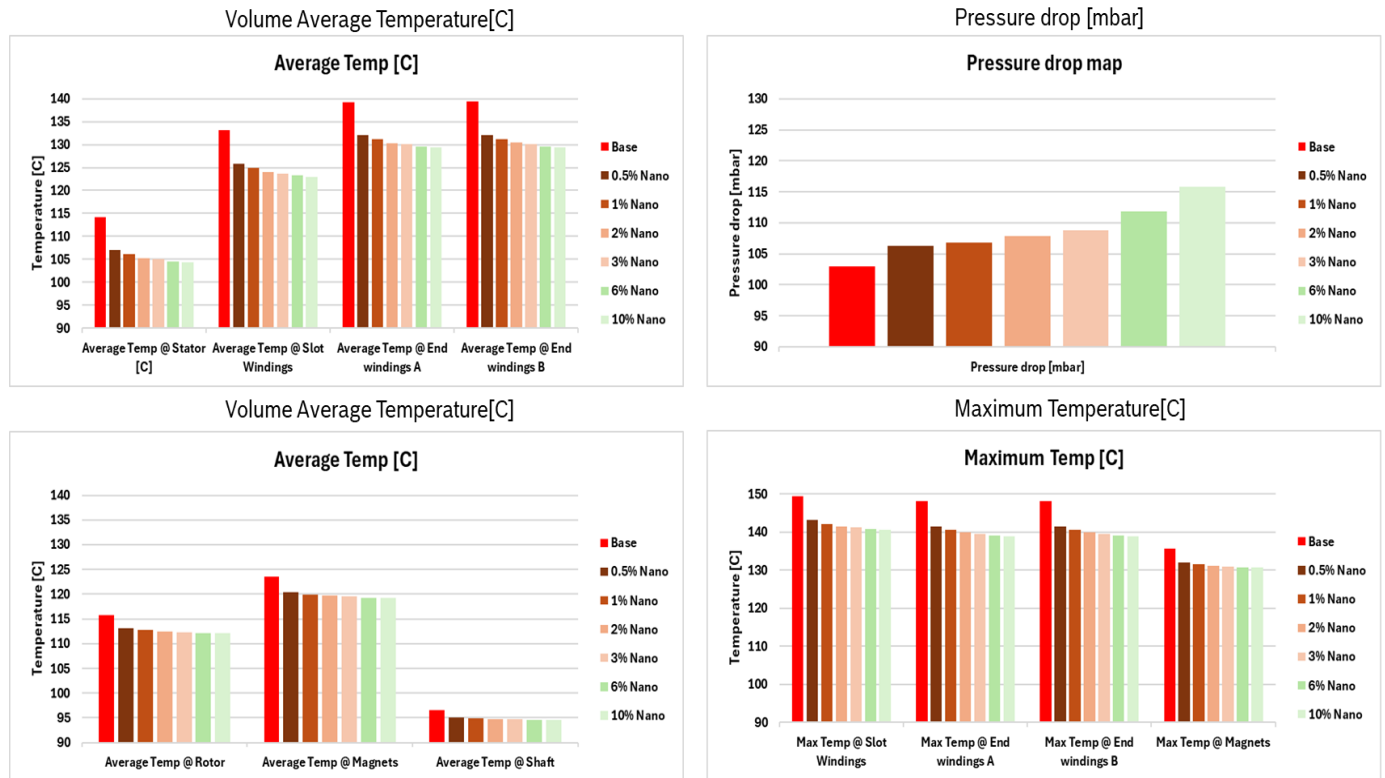 Volume Average Temperature[C]
Average Temp [C]
Temperature [C]
140
135
130
125
120
115
110
105
100
95
90
Average Temp @ Stator
[C]
Average Temp @ Slot
Windings
Average Temp @ End
windings A
Average Temp @ End
windings B
Base
0.5% Nano
1% Nano
2% Nano
3% Nano
6% Nano
10% Nano
Pressure drop [mbar]
Pressure drop map
Pressure drop [mbar]
130
125
120
115
110
105
100
95
90
Pressure drop [mbar]
Base
0.5% Nano
1% Nano
2% Nano
3% Nano
6% Nano
10% Nano
Volume Average Temperature[C]
Average Temp [C]
Temperature [C]
140
135
130
125
120
115
110
105
100
95
90
Average Temp @ Rotor
Average Temp @ Magnets
Average Temp @ Shaft
Base
0.5% Nano
1% Nano
2% Nano
3% Nano
6% Nano
10% Nano
Maximum Temperature[C]
Maximum Temp [C]
Temperature [C]
150
140
130
120
110
100
90
Max Temp @ Slot
Windings
Max Temp @ End
windings A
Max Temp @ End
windings B
Max Temp @ Magnets
Base
0.5% Nano
1% Nano
2% Nano
3% Nano
6% Nano
10% Nano